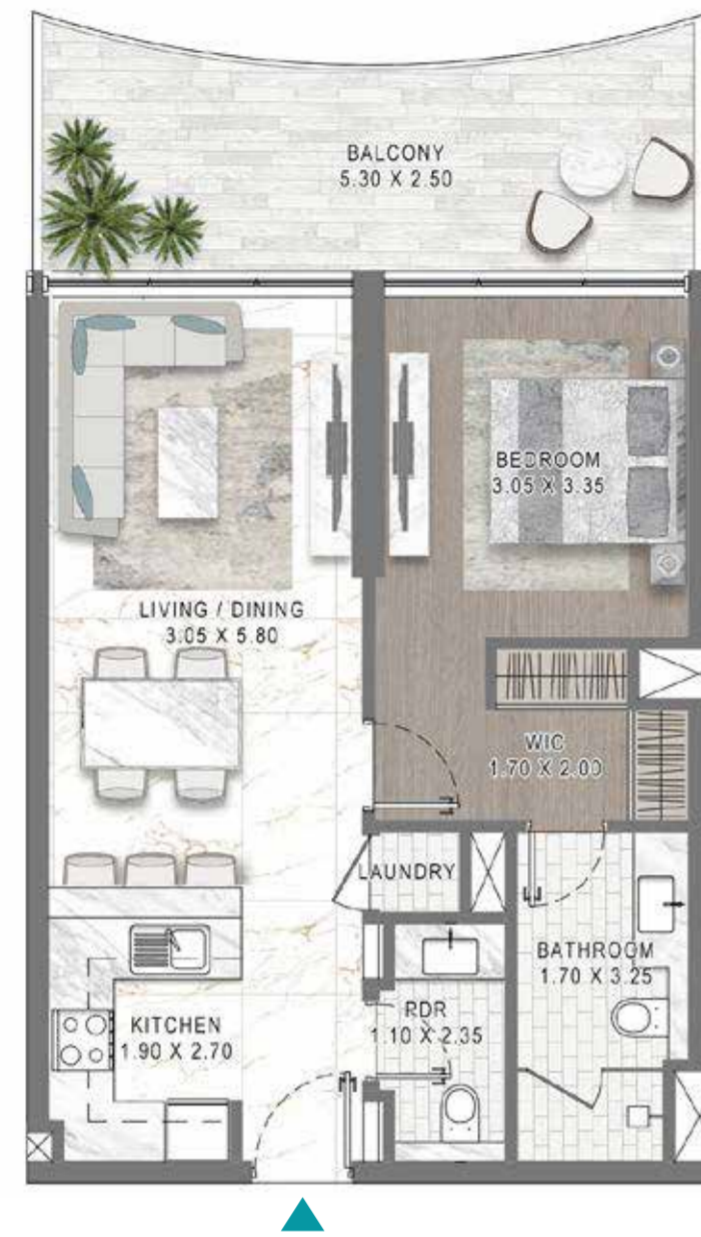 BALCONY
5.30 X 2.50
BEDROOM
3.05 X 3.35
LIVING / DINING
3.05 X 5.80
WIC
1.70 X 2.00
LAUNDRY
BATHROOM
1.70 X 3.25
RDR
1.10 X 2.35
KITCHEN
1.90 X 2.70